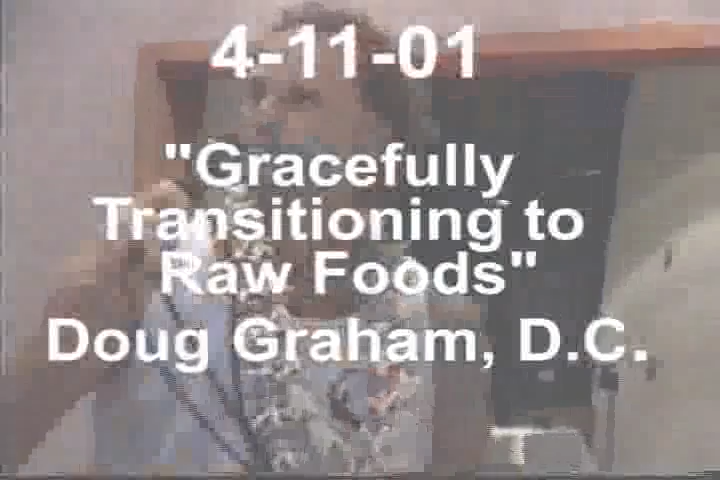 4-11-01
"Gracefully
Transitioning to
Raw Foods"
Doug Graham, D.C.